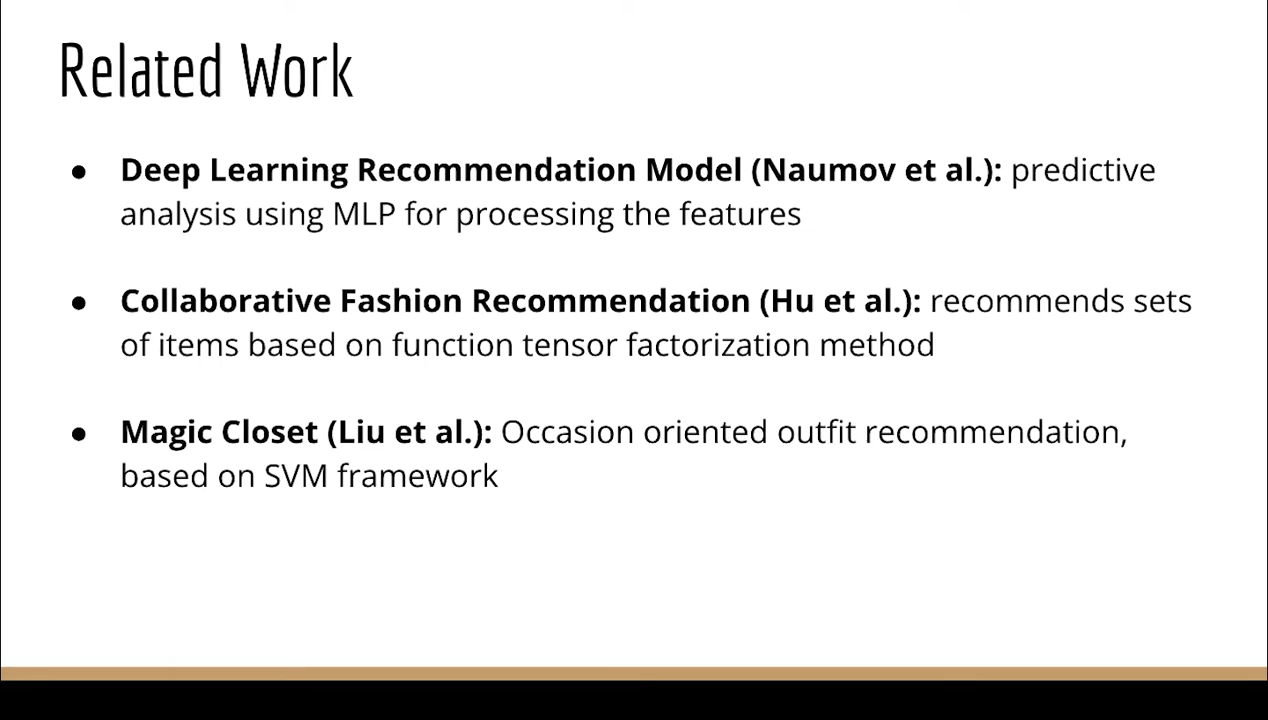 Related Work
● Deep Learning Recommendation Model (Naumov et al.): predictive
analysis using MLP for processing the features
● Collaborative Fashion Recommendation (Hu et al.): recommends sets
of items based on function tensor factorization method
● Magic Closet (Liu et al.): Occasion oriented outfit recommendation,
based on SVM framework